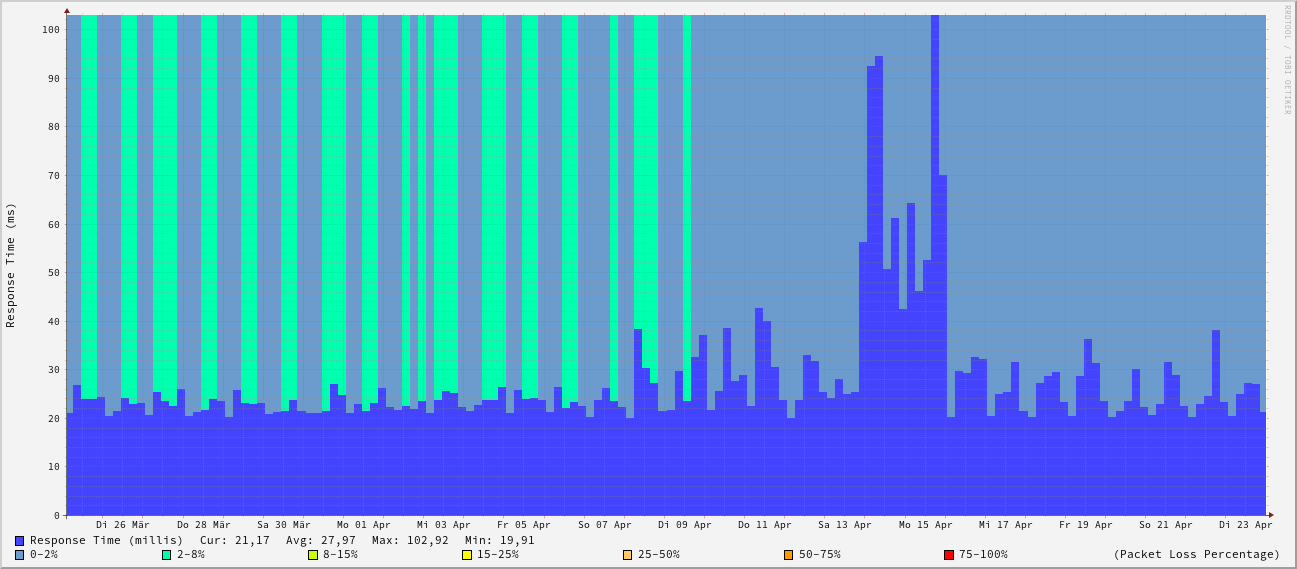 100
90
80
70
60
50
40
30
20
10
0
Response Time (ms)
RRDTOOL / TOBI OETIKER
Di 26 Mär Do 28 Mär Sa 30 Mär Mo 01 Apr Mi 03 Apr Fr 05 Apr So 07 Apr Di 09 Apr Do 11 Apr Sa 13 Apr Mo 15 Apr Mi 17 Apr Fr 19 Apr So 21 Apr Di 23 Apr
Response Time (millis) Cur: 21,17 Avg: 27,97 Max: 102,92 Min: 19,91
0-2% 2-8% 8-15% 15-25% 25-50% 50-75% 75-100% (Packet Loss Percentage)